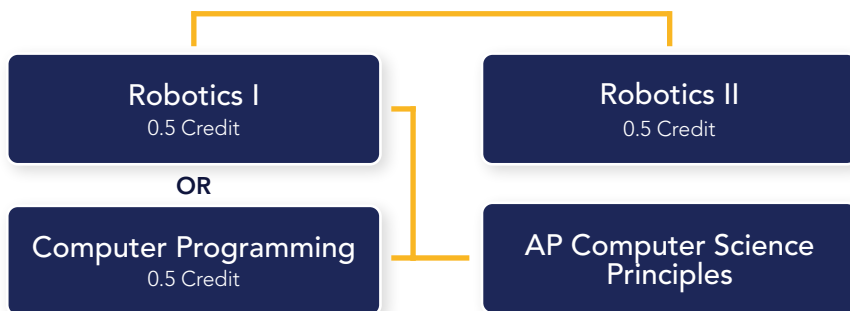 Robotics I
0.5 Credit
OR
Computer Programming
0.5 Credit
Robotics II
0.5 Credit
AP Computer Science
Principles